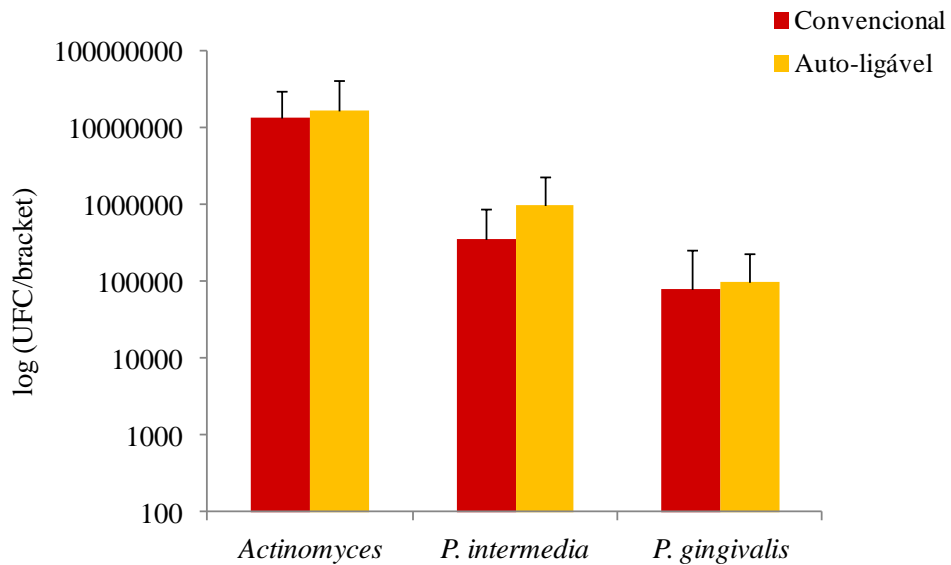 Convencional
Auto-ligável
100000000
10000000
1000000
100000
10000
1000
100
log (UFC/bracket)
Actinomyces
P. intermedia
P. gingivalis